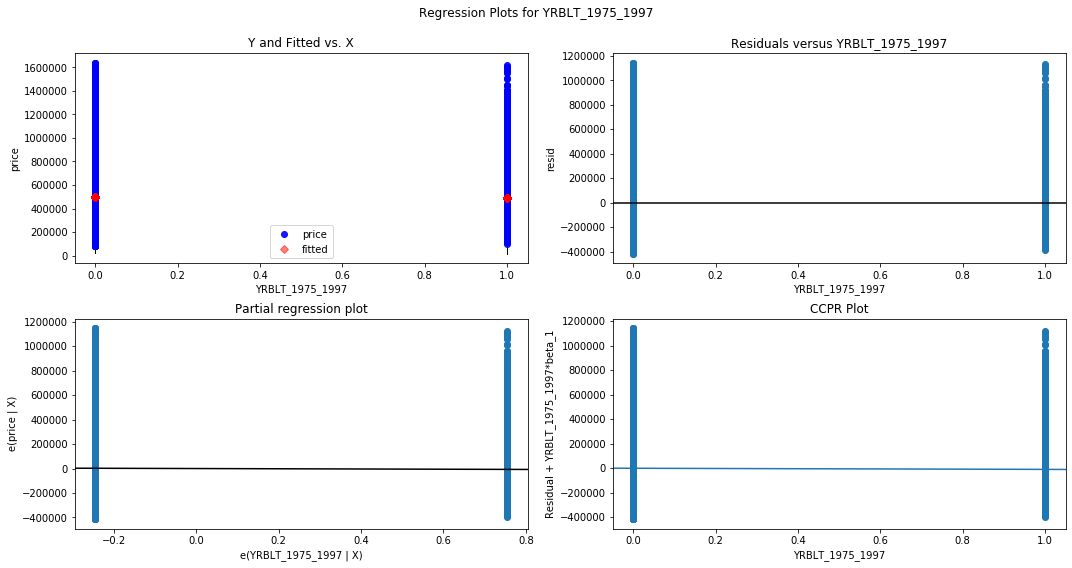 Regression Plots for YRBLT_1975_1997
Y and Fitted vs. X
price
1600000
1400000
1200000
1000000
800000
600000
400000
200000
0
0.0 0.2 0.4 0.6 0.8 1.0
YRBLT_1975_1997
price
fitted
Residuals versus YRBLT_1975_1997
resid
1200000
1000000
800000
600000
400000
200000
0
−200000
−400000
0.0 0.2 0.4 0.6 0.8 1.0
YRBLT_1975_1997
Partial regression plot
e(price | X)
1200000
1000000
800000
600000
400000
200000
0
−200000
−400000
−0.2 0.0 0.2 0.4 0.6 0.8
e(YRBLT_1975_1997 | X)
CCPR Plot
Residual + YRBLT_1975_1997*beta_1
1200000
1000000
800000
600000
400000
200000
0
−200000
−400000
0.0 0.2 0.4 0.6 0.8 1.0
YRBLT_1975_1997